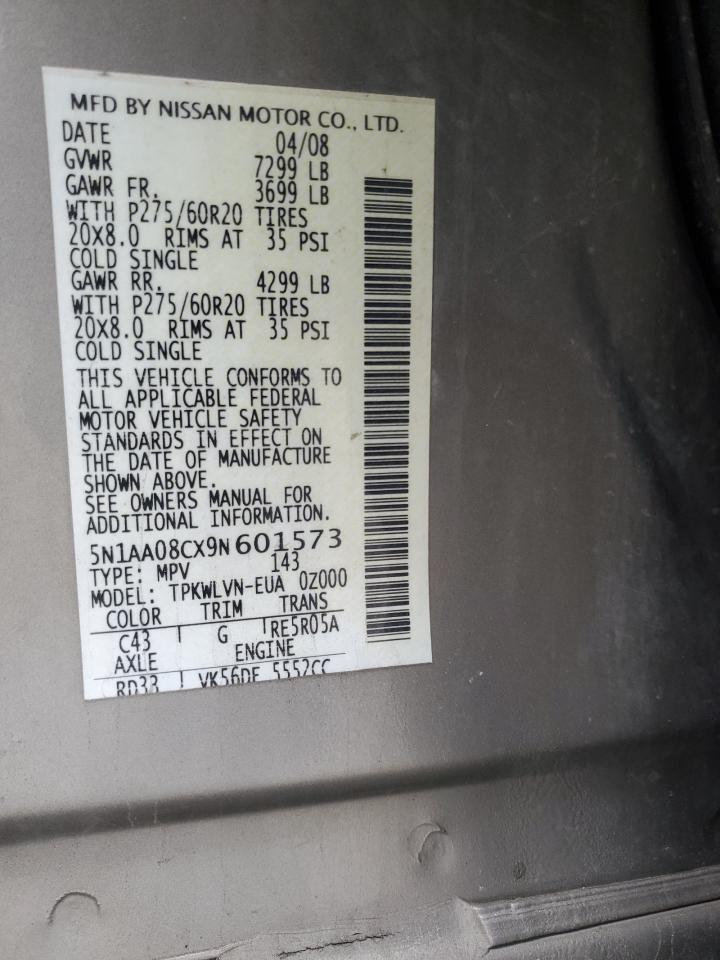 MFD BY NISSAN MOTOR CO., LTD.
DATE 04/08
GVWR 7299 LB
GAWR FR. 3699 LB
WITH P275/60R20 TIRES
20X8.0 RIMS AT 35 PSI
COLD SINGLE
GAWR RR. 4299 LB
WITH P275/60R20 TIRES
20X8.0 RIMS AT 35 PSI
COLD SINGLE
THIS VEHICLE CONFORMS TO
ALL APPLICABLE FEDERAL
MOTOR VEHICLE SAFETY
STANDARDS IN EFFECT ON
THE DATE OF MANUFACTURE
SHOWN ABOVE.
SEE OWNERS MANUAL FOR
ADDITIONAL INFORMATION.
5N1AA08CX9N601573
TYPE: MPV 143
MODEL: TPKWLVN-EUA 0Z000
COLOR TRIM TRANS
C43 G RE5R05A
AXLE ENGINE
RD33 VK56DE 5552CC